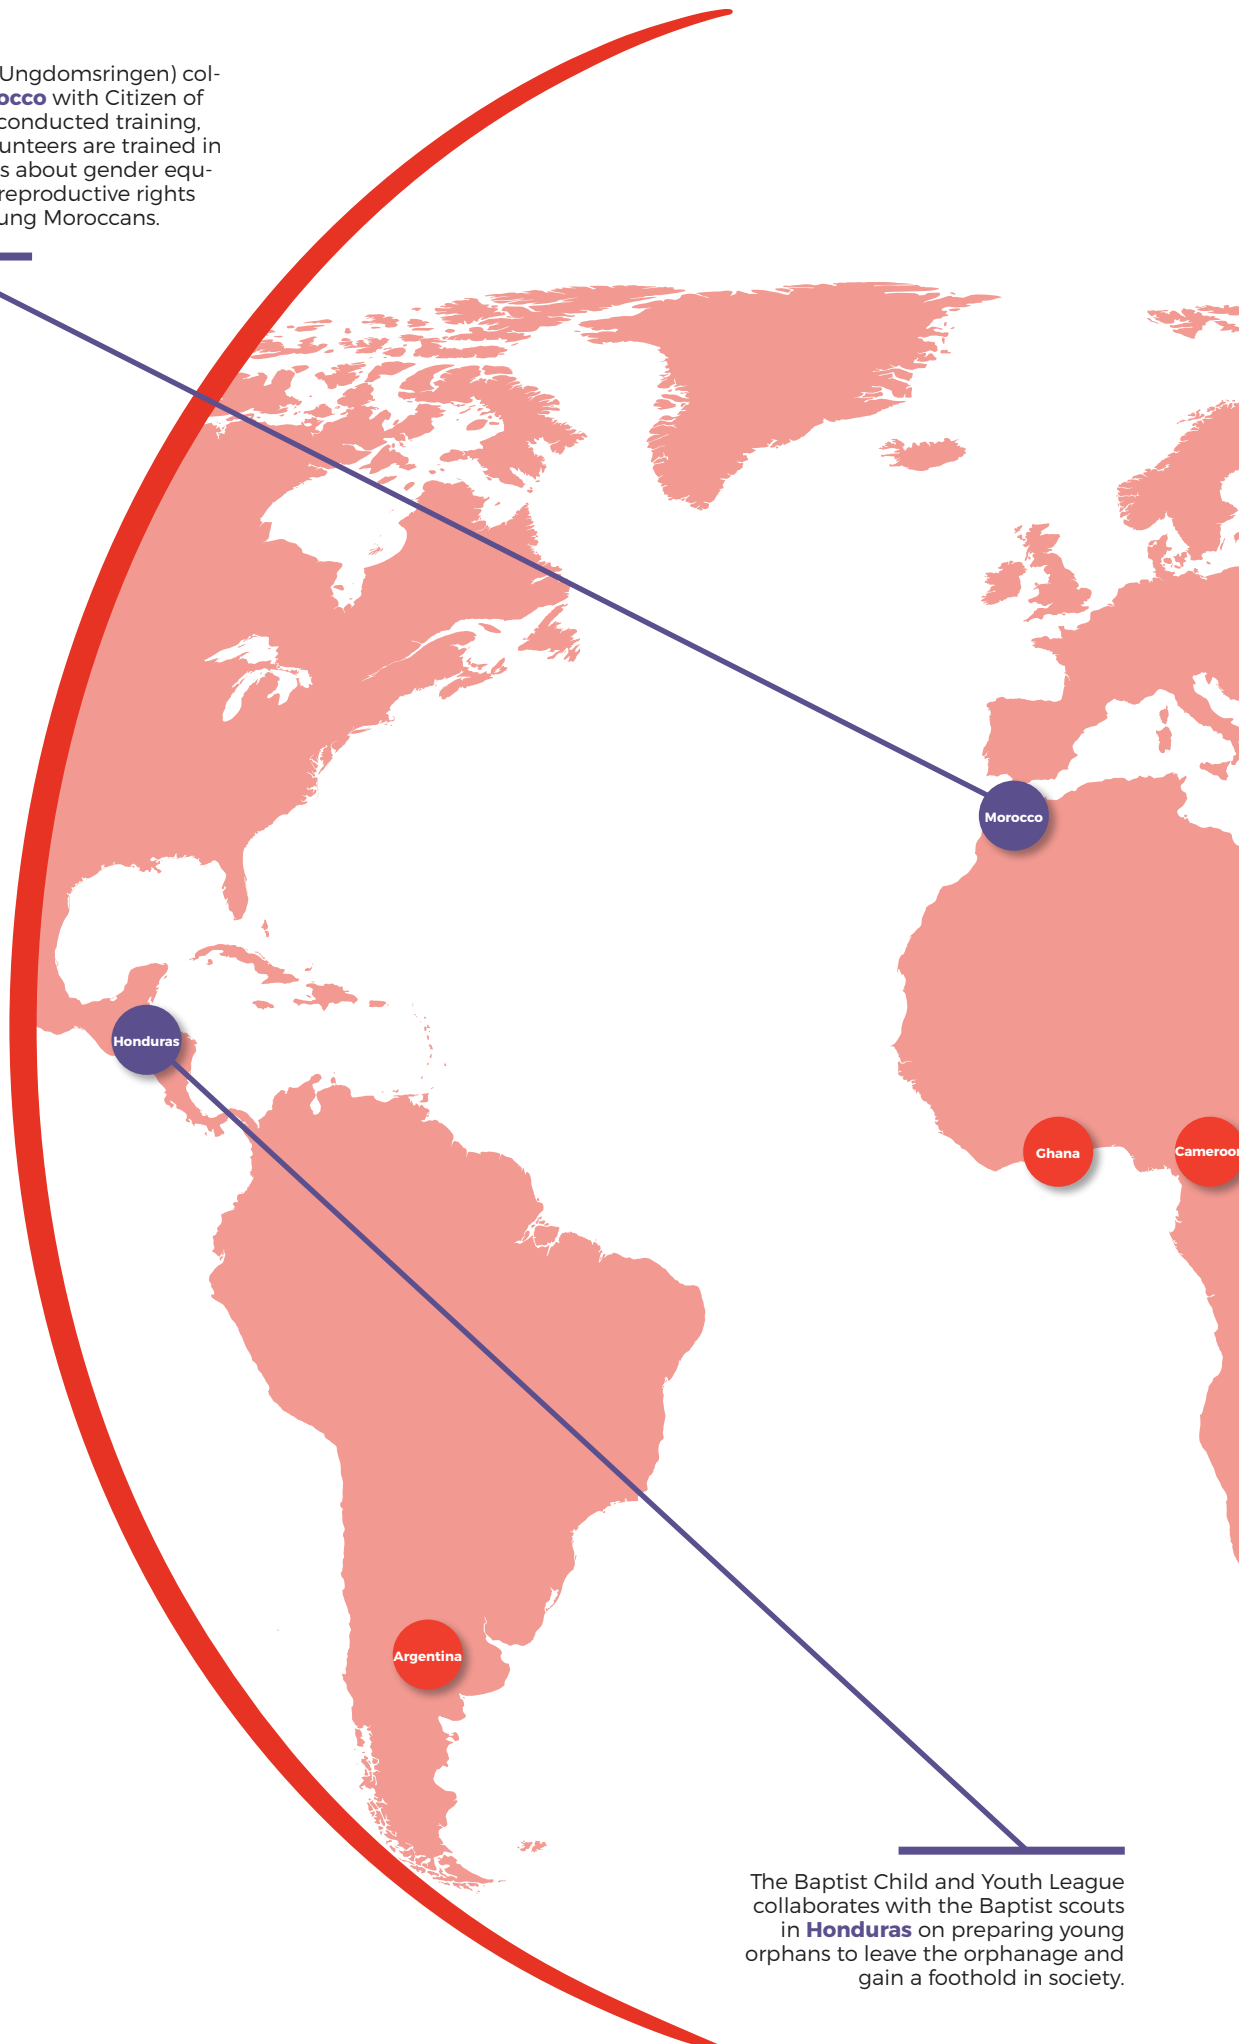 Ungdomsringen) col-
occo with Citizen of
conducted training,
unteers are trained in
s about gender equ-
reproductive rights
ung Moroccans.
Morocco
Honduras
Ghana
Cameroon
Argentina
The Baptist Child and Youth League
collaborates with the Baptist scouts
in Honduras on preparing young
orphans to leave the orphanage and
gain a foothold in society.